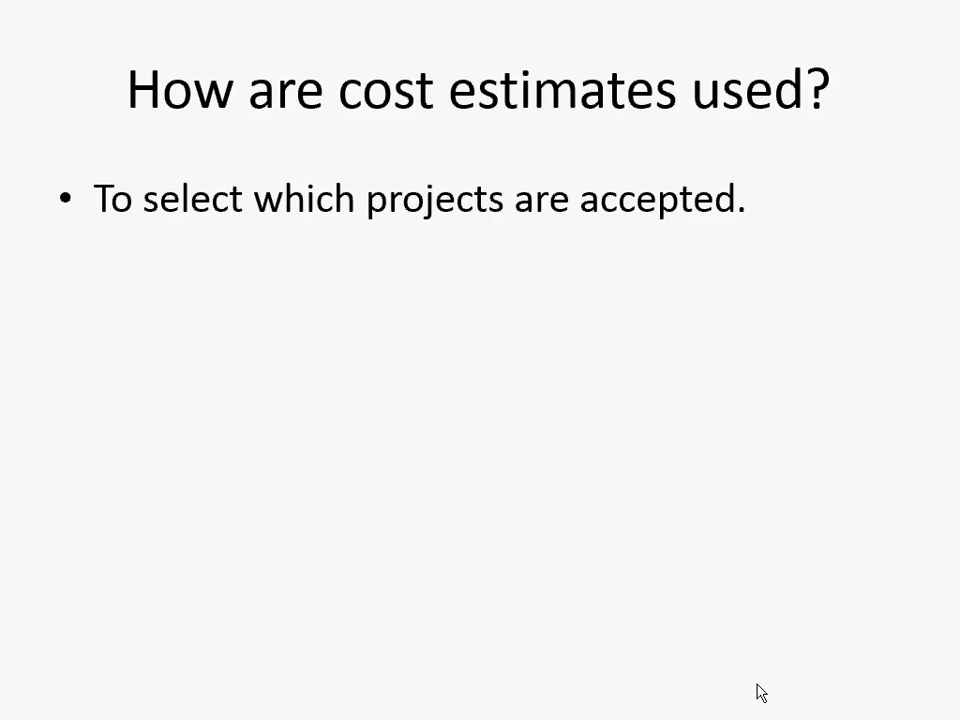 How are cost estimates used?
• To select which projects are accepted.